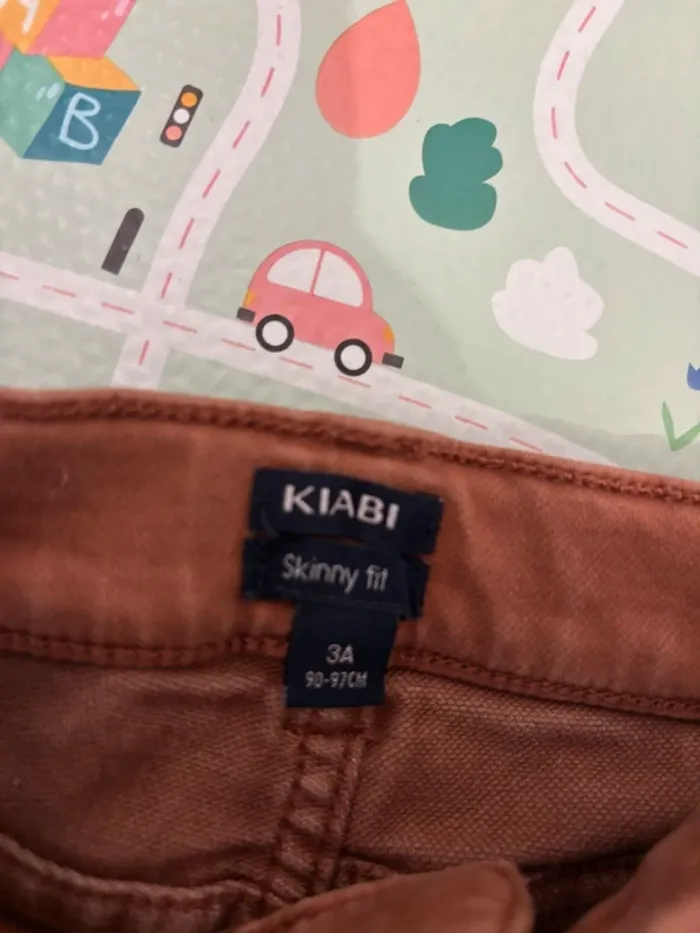 B
KIABI
Skinny fit
3A
90-97CM